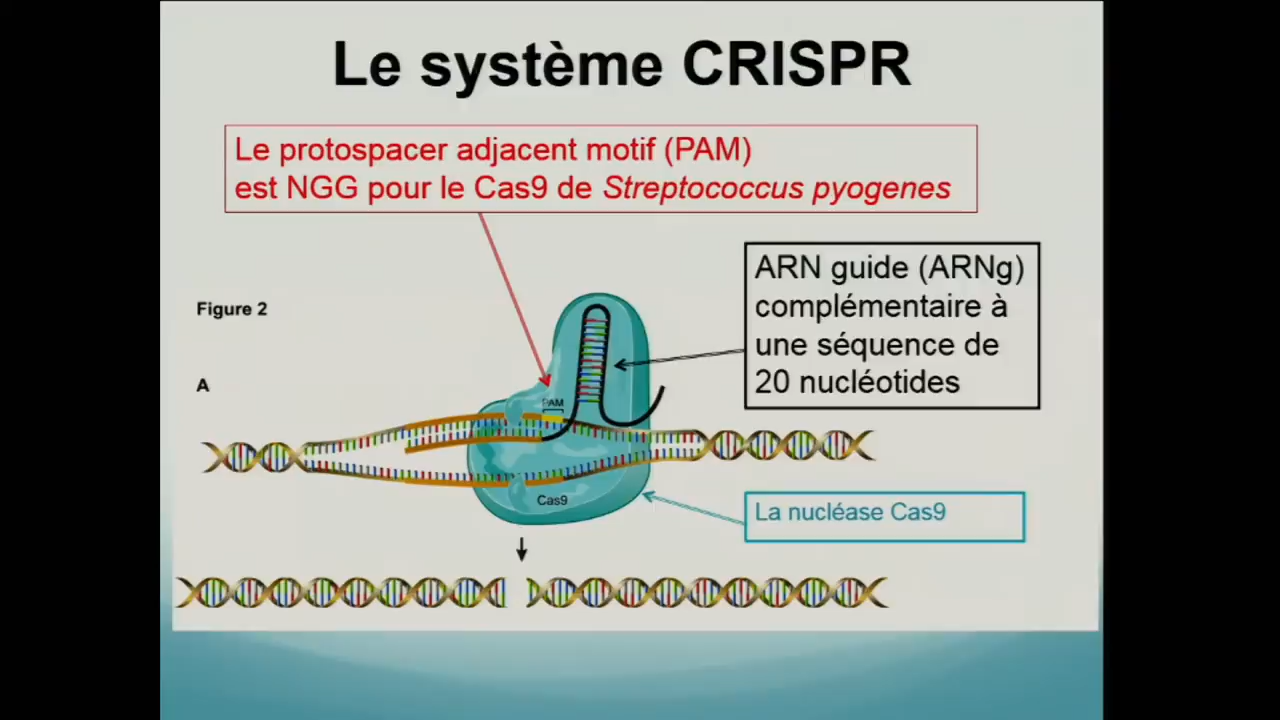 Le système CRISPR
Le protospacer adjacent motif (PAM)
est NGG pour le Cas9 de Streptococcus pyogenes
ARN guide (ARNg)
complémentaire à
une séquence de
20 nucléotides
Figure 2
A
PAM
Cas9
La nucléase Cas9